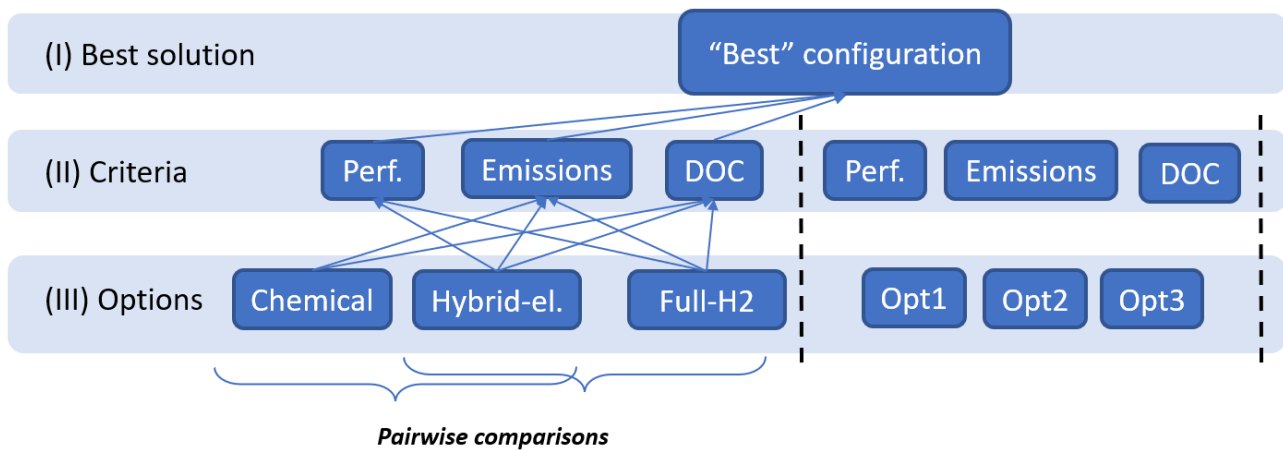 (I) Best solution
“Best” configuration
(II) Criteria
Perf.
Emissions
DOC
Perf.
Emissions
DOC
(III) Options
Chemical
Hybrid-el.
Full-H2
Opt1
Opt2
Opt3
Pairwise comparisons